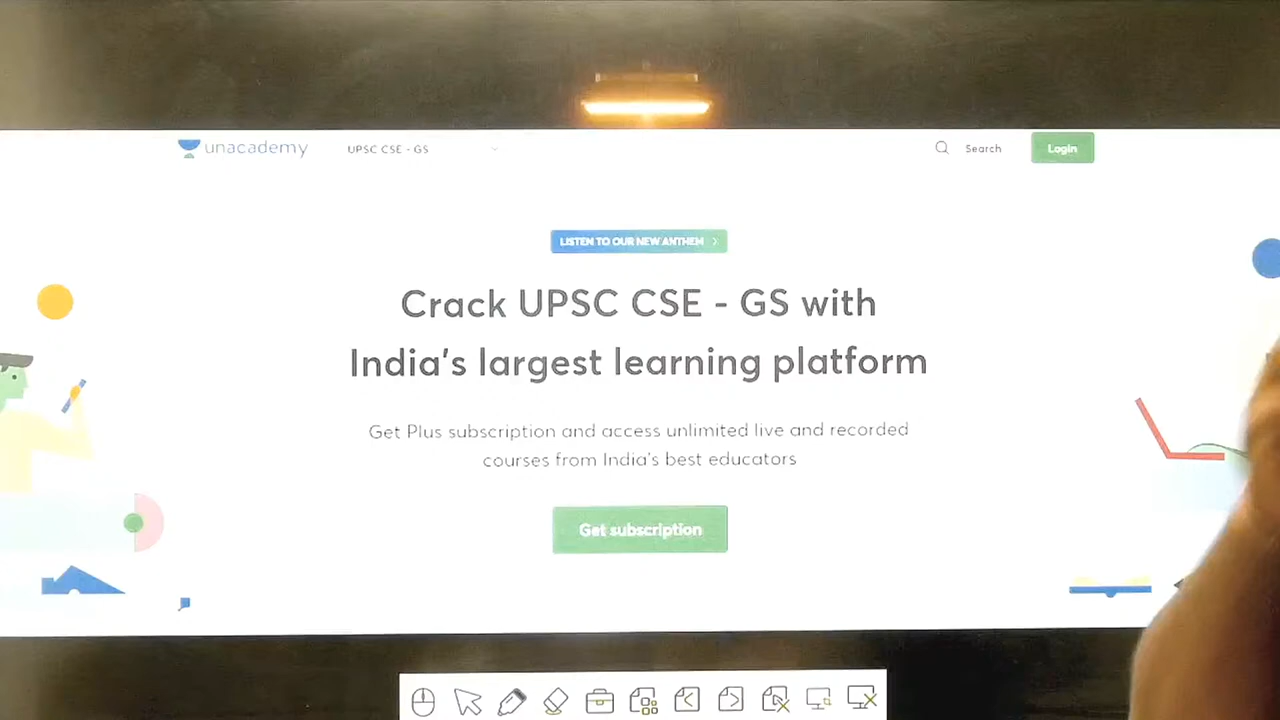 unacademy
UPSC CSE - GS
Search
Login
LISTEN TO OUR NEW ANTHEM
Crack UPSC CSE - GS with
India's largest learning platform
Get Plus subscription and access unlimited live and recorded
courses from India's best educators
Get subscription